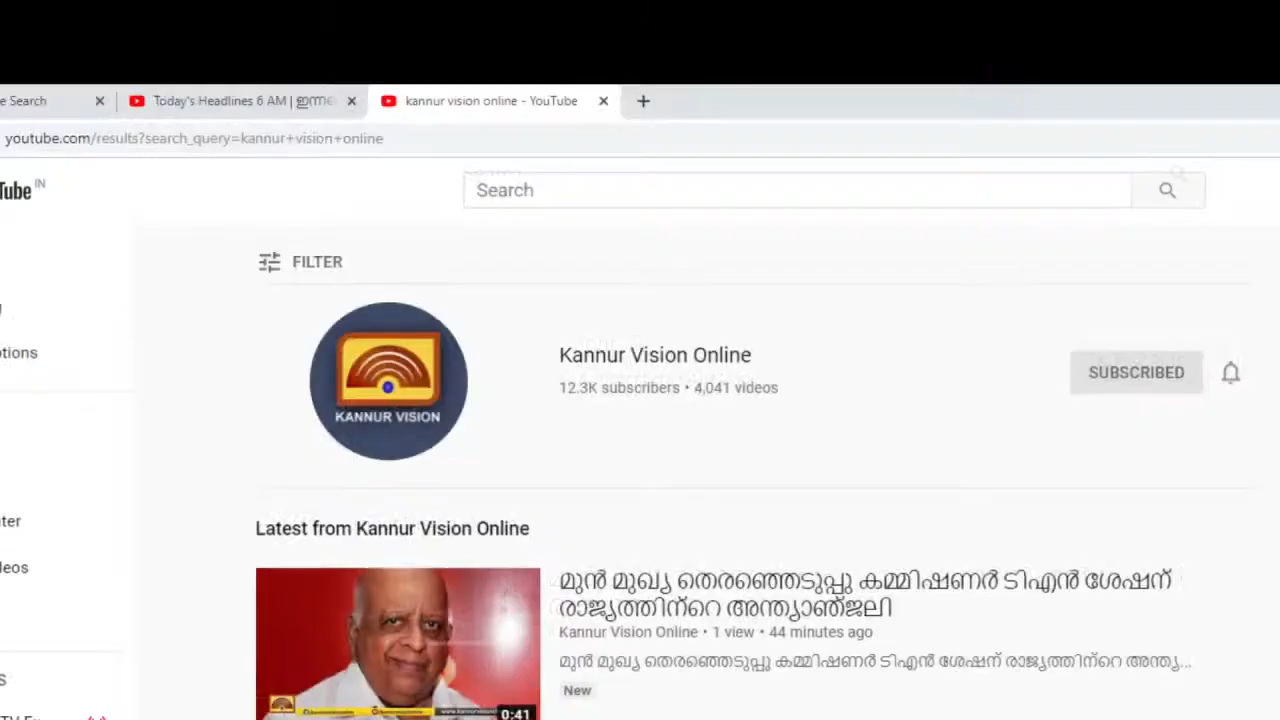 e Search
Today's Headlines 6 AM | ഇന്ന
kannur vision online - YouTube
youtube.com/results?search_query=kannur+vision+online
Tube IN
Search
FILTER
KANNUR VISION
Kannur Vision Online
12.3K subscribers • 4,041 videos
SUBSCRIBED
otions
ter
leos
Latest from Kannur Vision Online
മുൻ മുഖ്യ തെരഞ്ഞെടുപ്പു കമ്മിഷണർ ടിഎൻ ശേഷന്
രാജ്യത്തിന്റെ അന്ത്യാഞ്ജലി
Kannur Vision Online • 1 view • 44 minutes ago
മുൻ മുഖ്യ തെരഞ്ഞെടുപ്പു കമ്മിഷണർ ടിഎൻ ശേഷന് രാജ്യത്തിന്റെ അന്ത്യ...
New
S
0:41